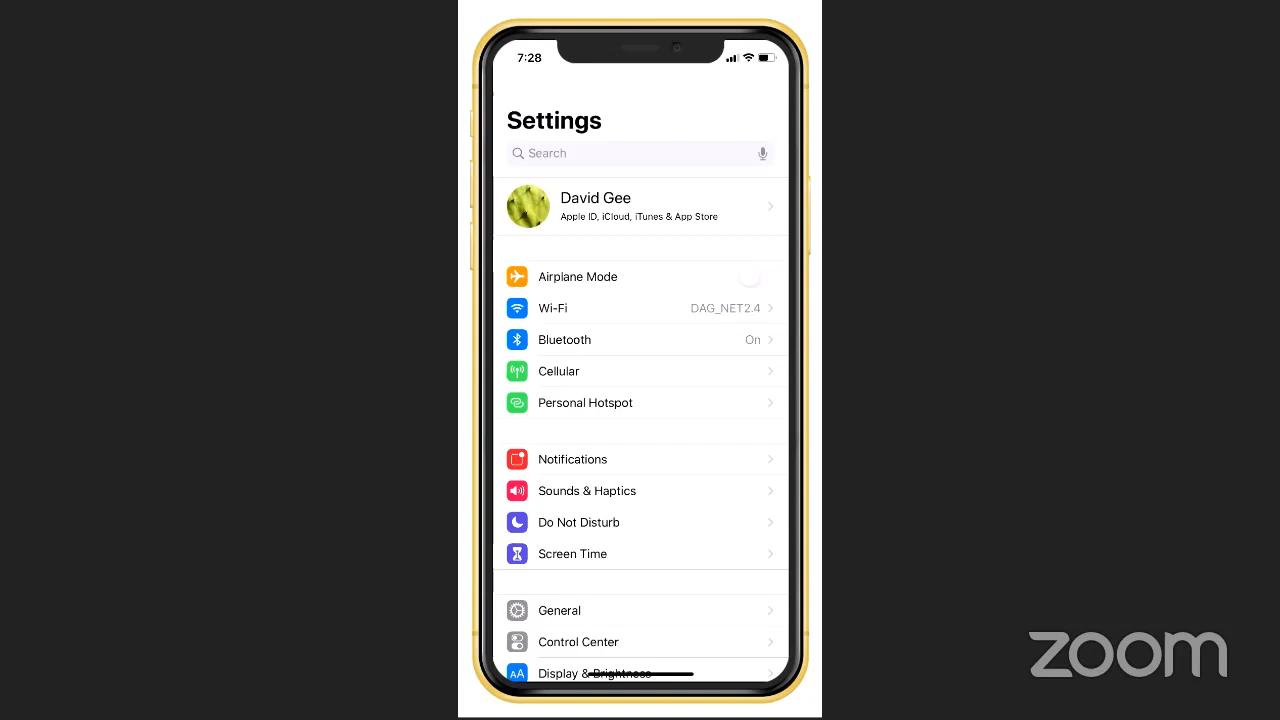 7:28
Settings
Search
David Gee
Apple ID, iCloud, iTunes & App Store
Airplane Mode
Wi-Fi DAG_NET2.4
Bluetooth On
Cellular
Personal Hotspot
Notifications
Sounds & Haptics
Do Not Disturb
Screen Time
General
Control Center
AA Display & Brightness
zoom